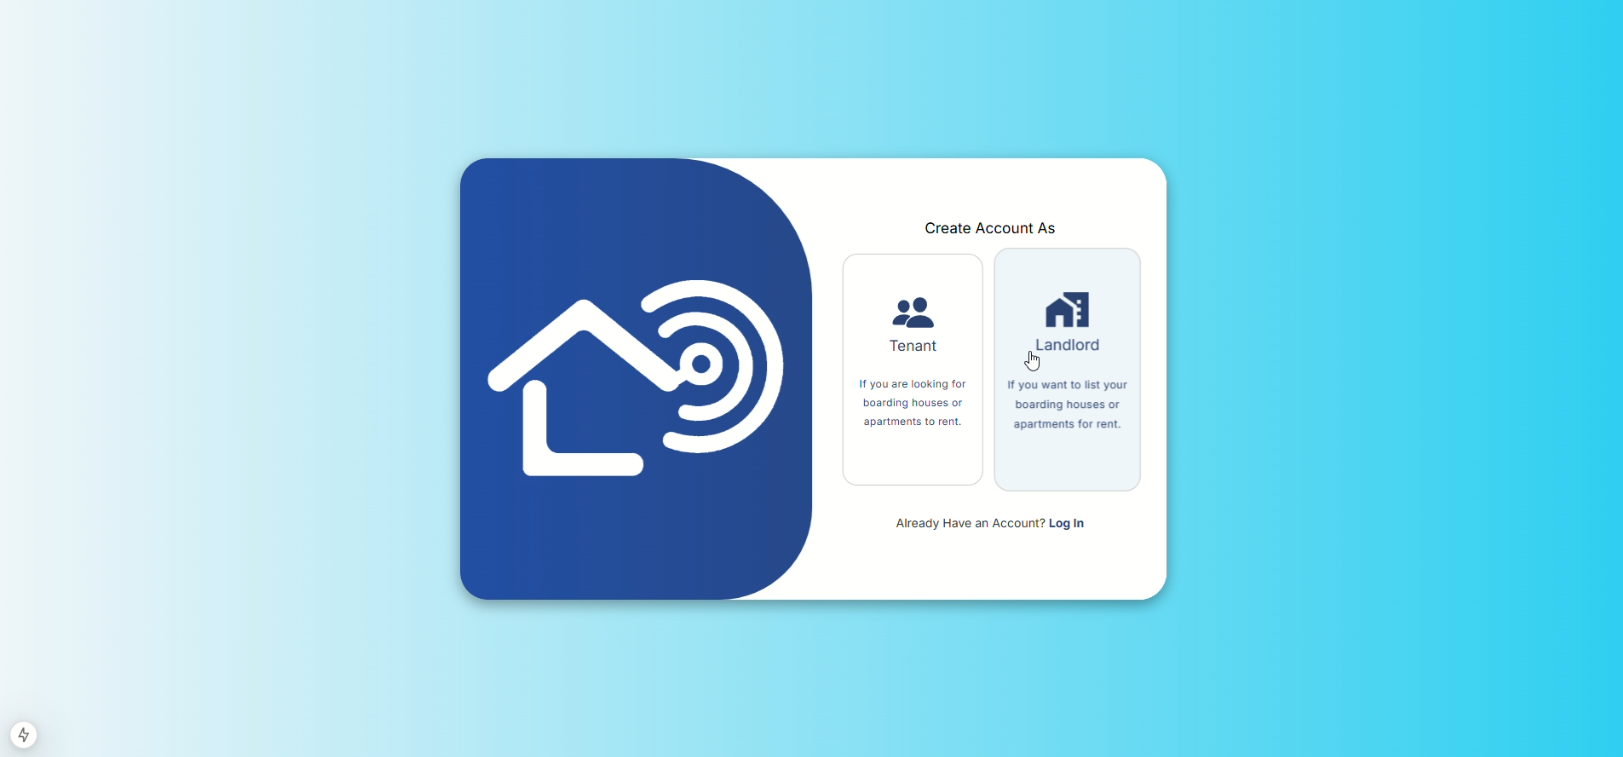 Create Account As
Tenant
If you are looking for
boarding houses or
apartments to rent.
Landlord
If you want to list your
boarding houses or
apartments for rent.
Already Have an Account? Log In